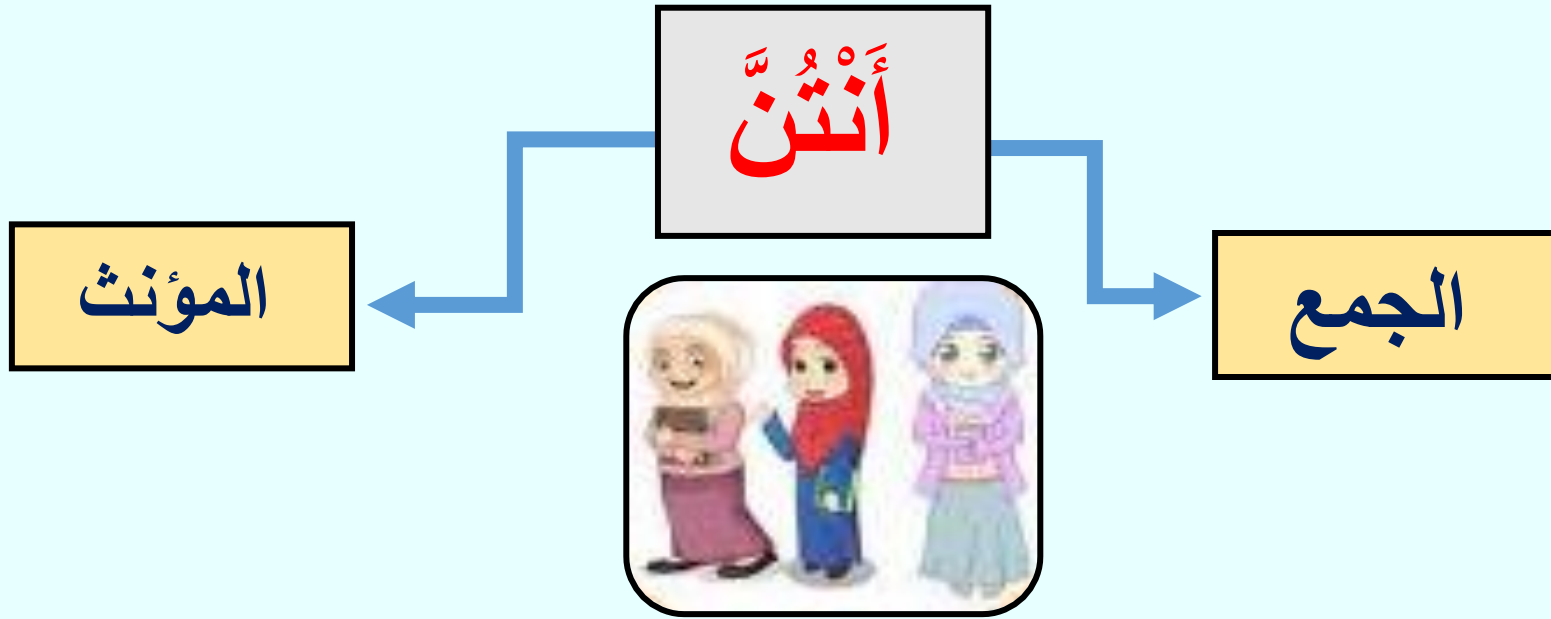 أَنْتُنَّ
الجمع
المؤنث